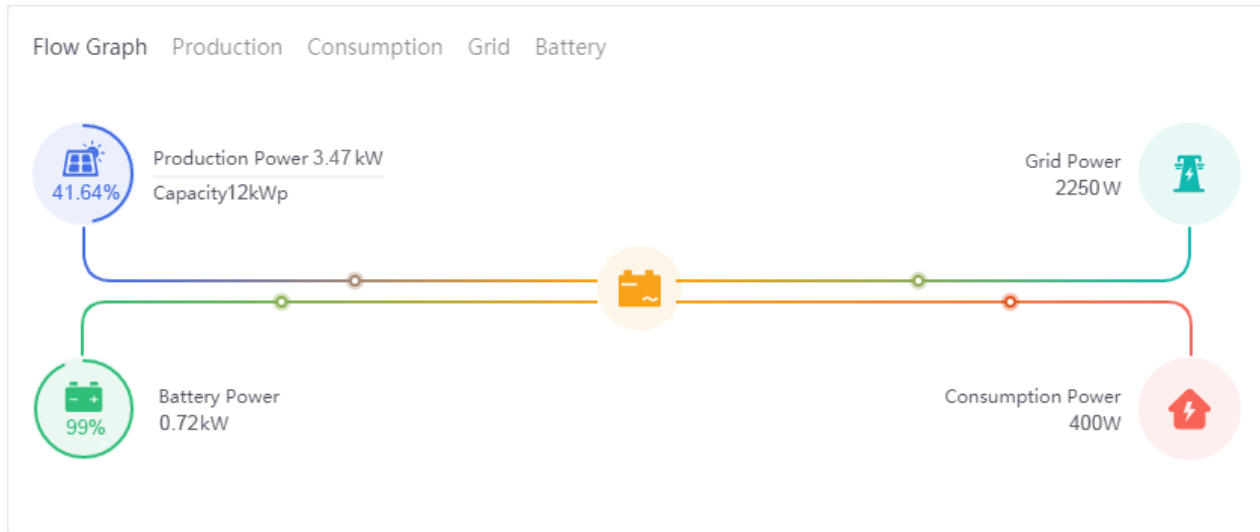 Flow Graph Production Consumption Grid Battery
41.64%
Production Power 3.47 kW
Capacity12kWp
Grid Power
2250 W
99%
Battery Power
0.72kW
Consumption Power
400W